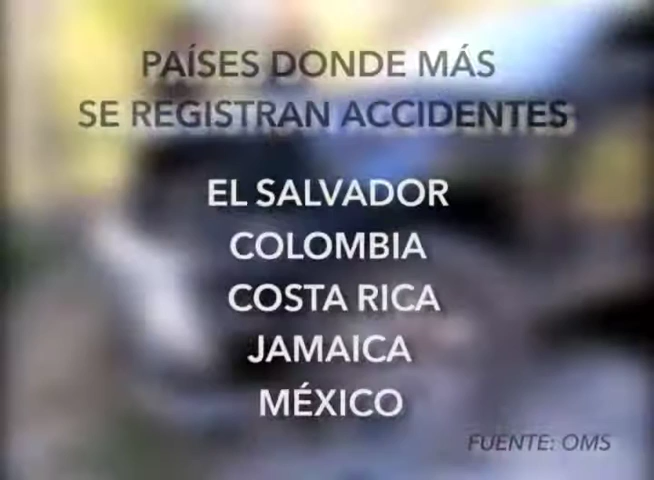 PAÍSES DONDE MÁS
SE REGISTRAN ACCIDENTES
EL SALVADOR
COLOMBIA
COSTA RICA
JAMAICA
MÉXICO
FUENTE: OMS